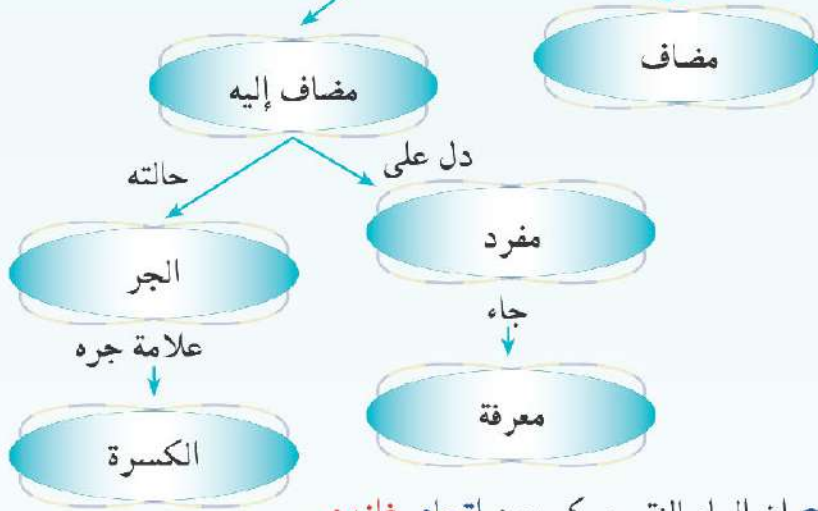 مضاف
مضاف إليه
دل على
حالته
مفرد
الجر
جاء
علامة جره
معرفة
الكسرة